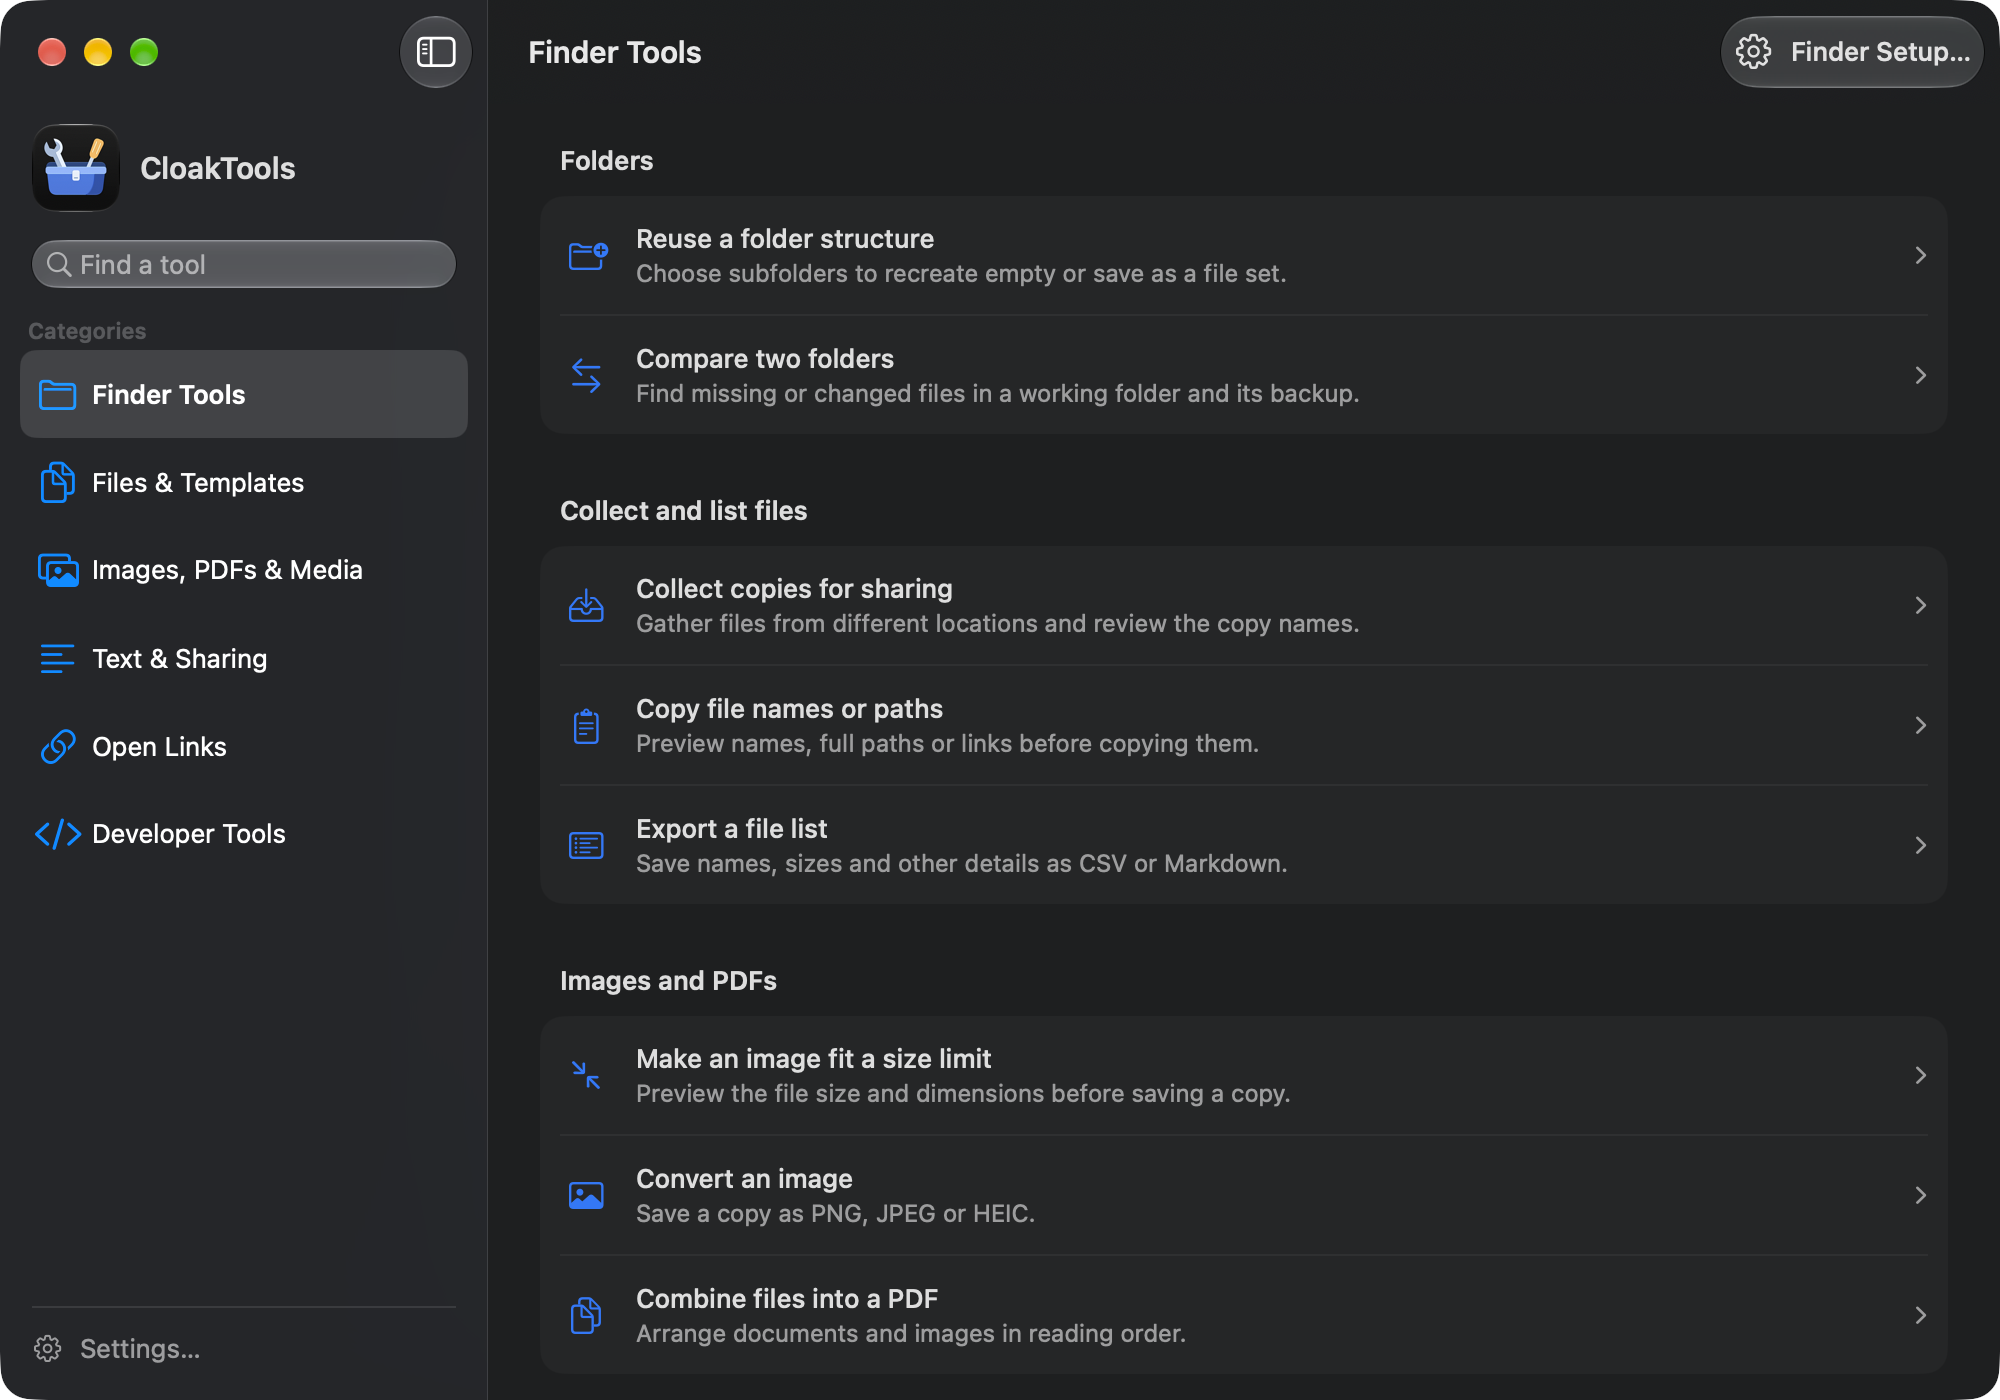 CloakTools
Find a tool
Categories
Finder Tools
Files & Templates
Images, PDFs & Media
Text & Sharing
Open Links
Developer Tools
Settings...
Finder Tools
Finder Setup...
Folders
Reuse a folder structure
Choose subfolders to recreate empty or save as a file set.
Compare two folders
Find missing or changed files in a working folder and its backup.
Collect and list files
Collect copies for sharing
Gather files from different locations and review the copy names.
Copy file names or paths
Preview names, full paths or links before copying them.
Export a file list
Save names, sizes and other details as CSV or Markdown.
Images and PDFs
Make an image fit a size limit
Preview the file size and dimensions before saving a copy.
Convert an image
Save a copy as PNG, JPEG or HEIC.
Combine files into a PDF
Arrange documents and images in reading order.